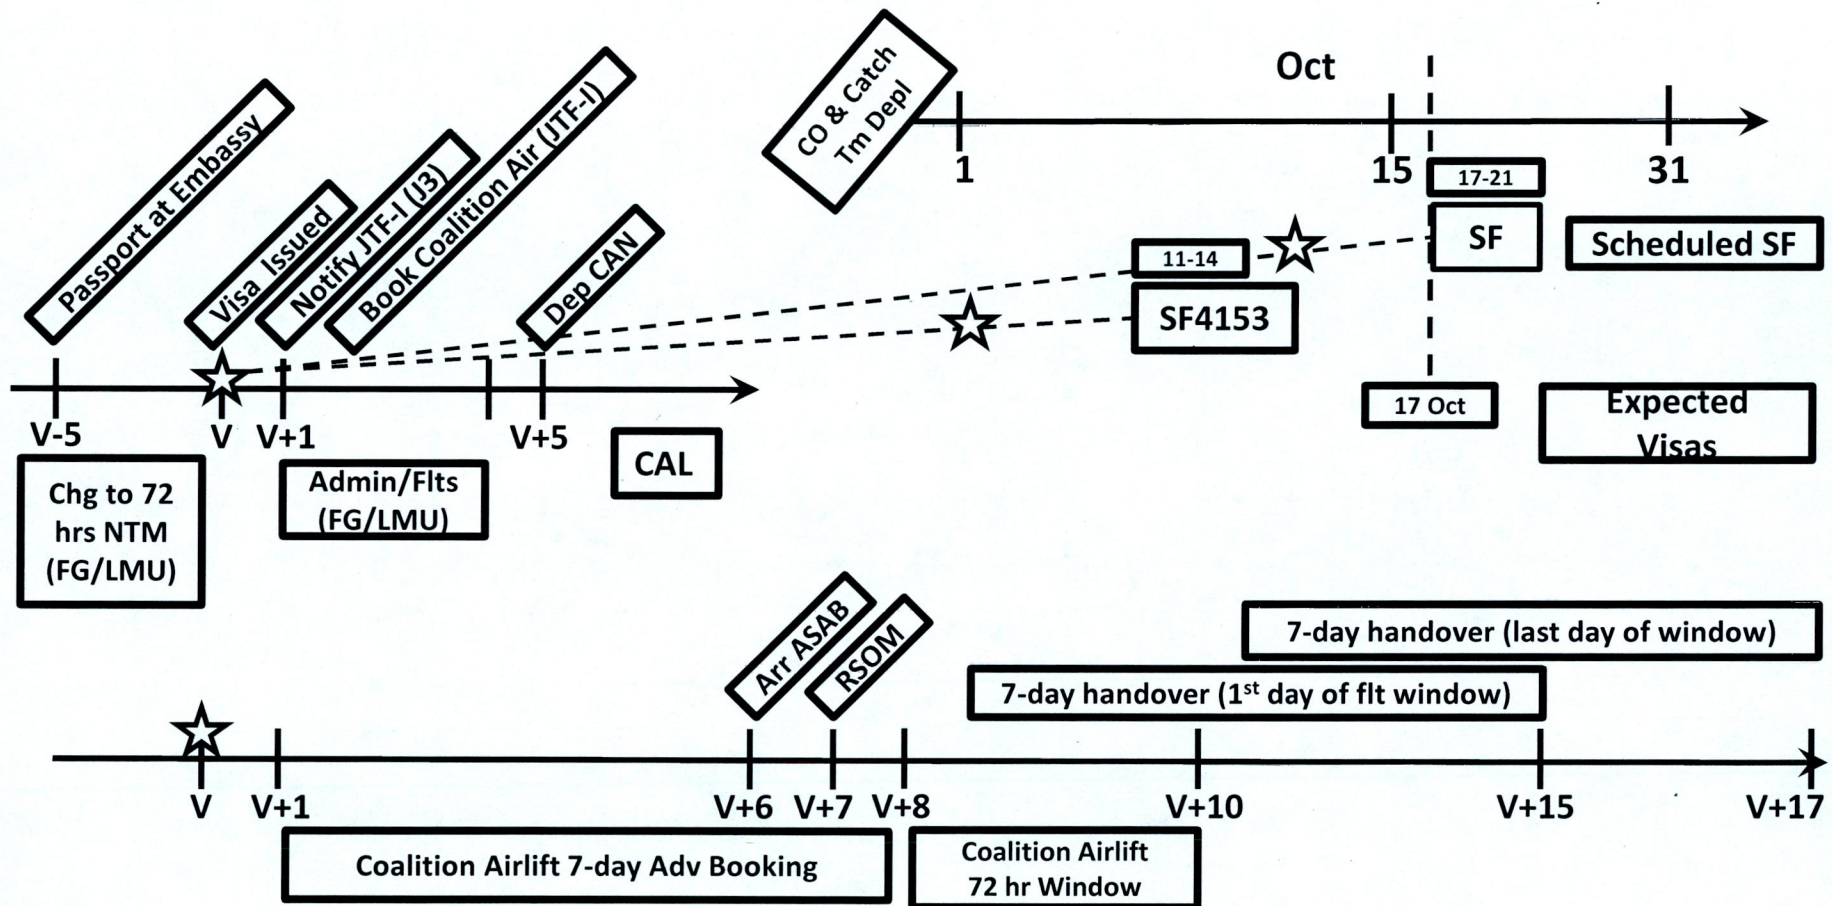 Passport at Embassy
Visa Issued
Notify JTF-I (J3)
Book Coalition Air (JTF-I)
Dep CAN
CO & Catch
Tm Depl
Oct
1
15
31
17-21
SF
Scheduled SF
11-14
SF4153
17 Oct
Expected
Visas
V-5
V
V+1
V+5
Chg to 72
hrs NTM
(FG/LMU)
Admin/Flts
(FG/LMU)
CAL
Arr ASAB
RSOM
7-day handover (last day of window)
7-day handover (1st day of flt window)
V
V+1
V+6
V+7
V+8
V+10
V+15
V+17
Coalition Airlift 7-day Adv Booking
Coalition Airlift
72 hr Window